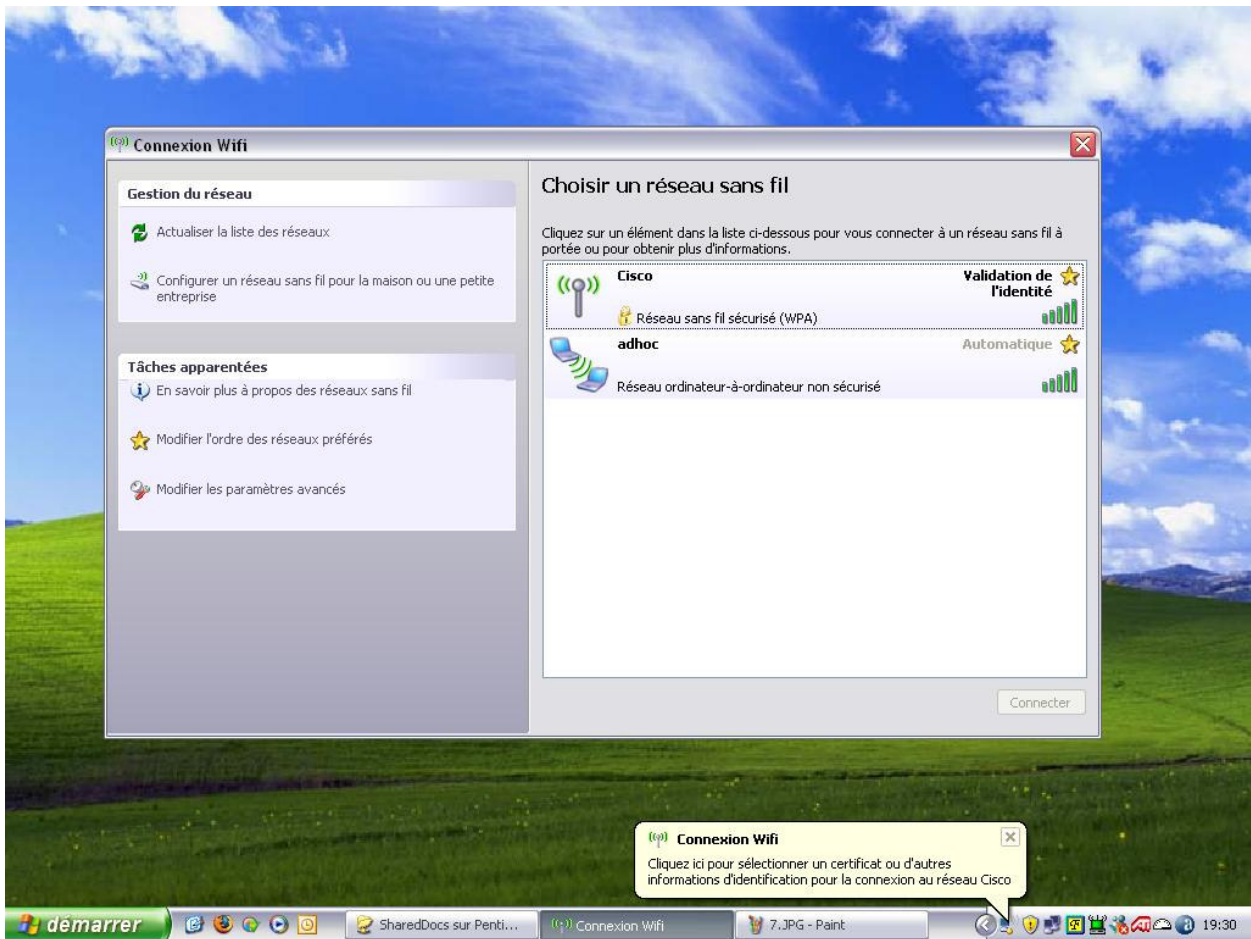 Connexion Wifi
Gestion du réseau
Actualiser la liste des réseaux
Configurer un réseau sans fil pour la maison ou une petite
entreprise
Tâches apparentées
En savoir plus à propos des réseaux sans fil
Modifier l'ordre des réseaux préférés
Modifier les paramètres avancés
Choisir un réseau sans fil
Cliquez sur un élément dans la liste ci-dessous pour vous connecter à un réseau sans fil à
portée ou pour obtenir plus d'informations.
Cisco
Validation de
l'identité
Réseau sans fil sécurisé (WPA)
adhoc
Automatique
Réseau ordinateur-à-ordinateur non sécurisé
Connecter
Connexion Wifi
Cliquez ici pour sélectionner un certificat ou d'autres
informations d'identification pour la connexion au réseau Cisco
démarrer
SharedDocs sur Penti...
Connexion Wifi
7.JPG - Paint
19:30